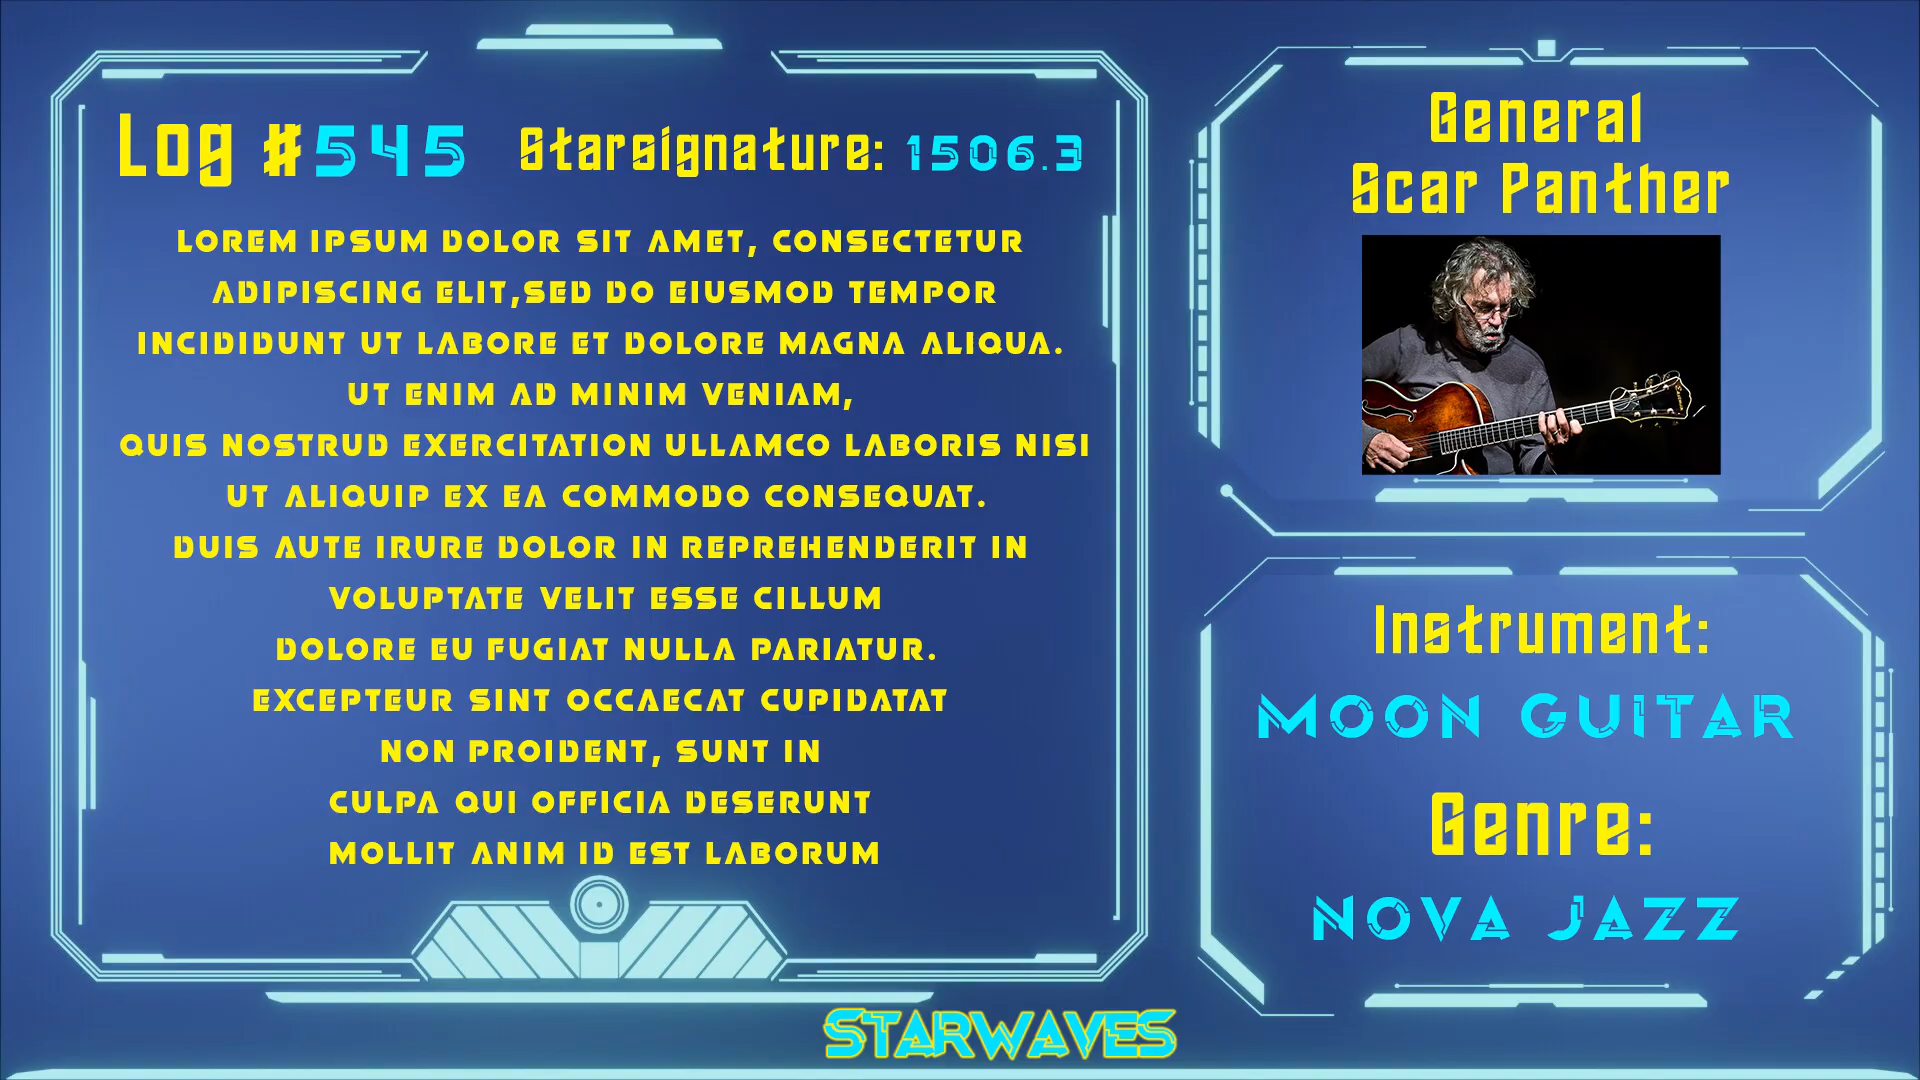 Log #545 Starsignature: 1506.3
LOREM IPSUM DOLOR SIT AMET, CONSECTETUR
ADIPISCING ELIT,SED DO EIUSMOD TEMPOR
INCIDIDUNT UT LABORE ET DOLORE MAGNA ALIQUA.
UT ENIM AD MINIM VENIAM,
QUIS NOSTRUD EXERCITATION ULLAMCO LABORIS NISI
UT ALIQUIP EX EA COMMODO CONSEQUAT.
DUIS AUTE IRURE DOLOR IN REPREHENDERIT IN
VOLUPTATE VELIT ESSE CILLUM
DOLORE EU FUGIAT NULLA PARIATUR.
EXCEPTEUR SINT OCCAECAT CUPIDATAT
NON PROIDENT, SUNT IN
CULPA QUI OFFICIA DESERUNT
MOLLIT ANIM ID EST LABORUM
General
Scar Panther
Instrument:
MOON GUITAR
Genre:
NOVA JAZZ
STARWAVES